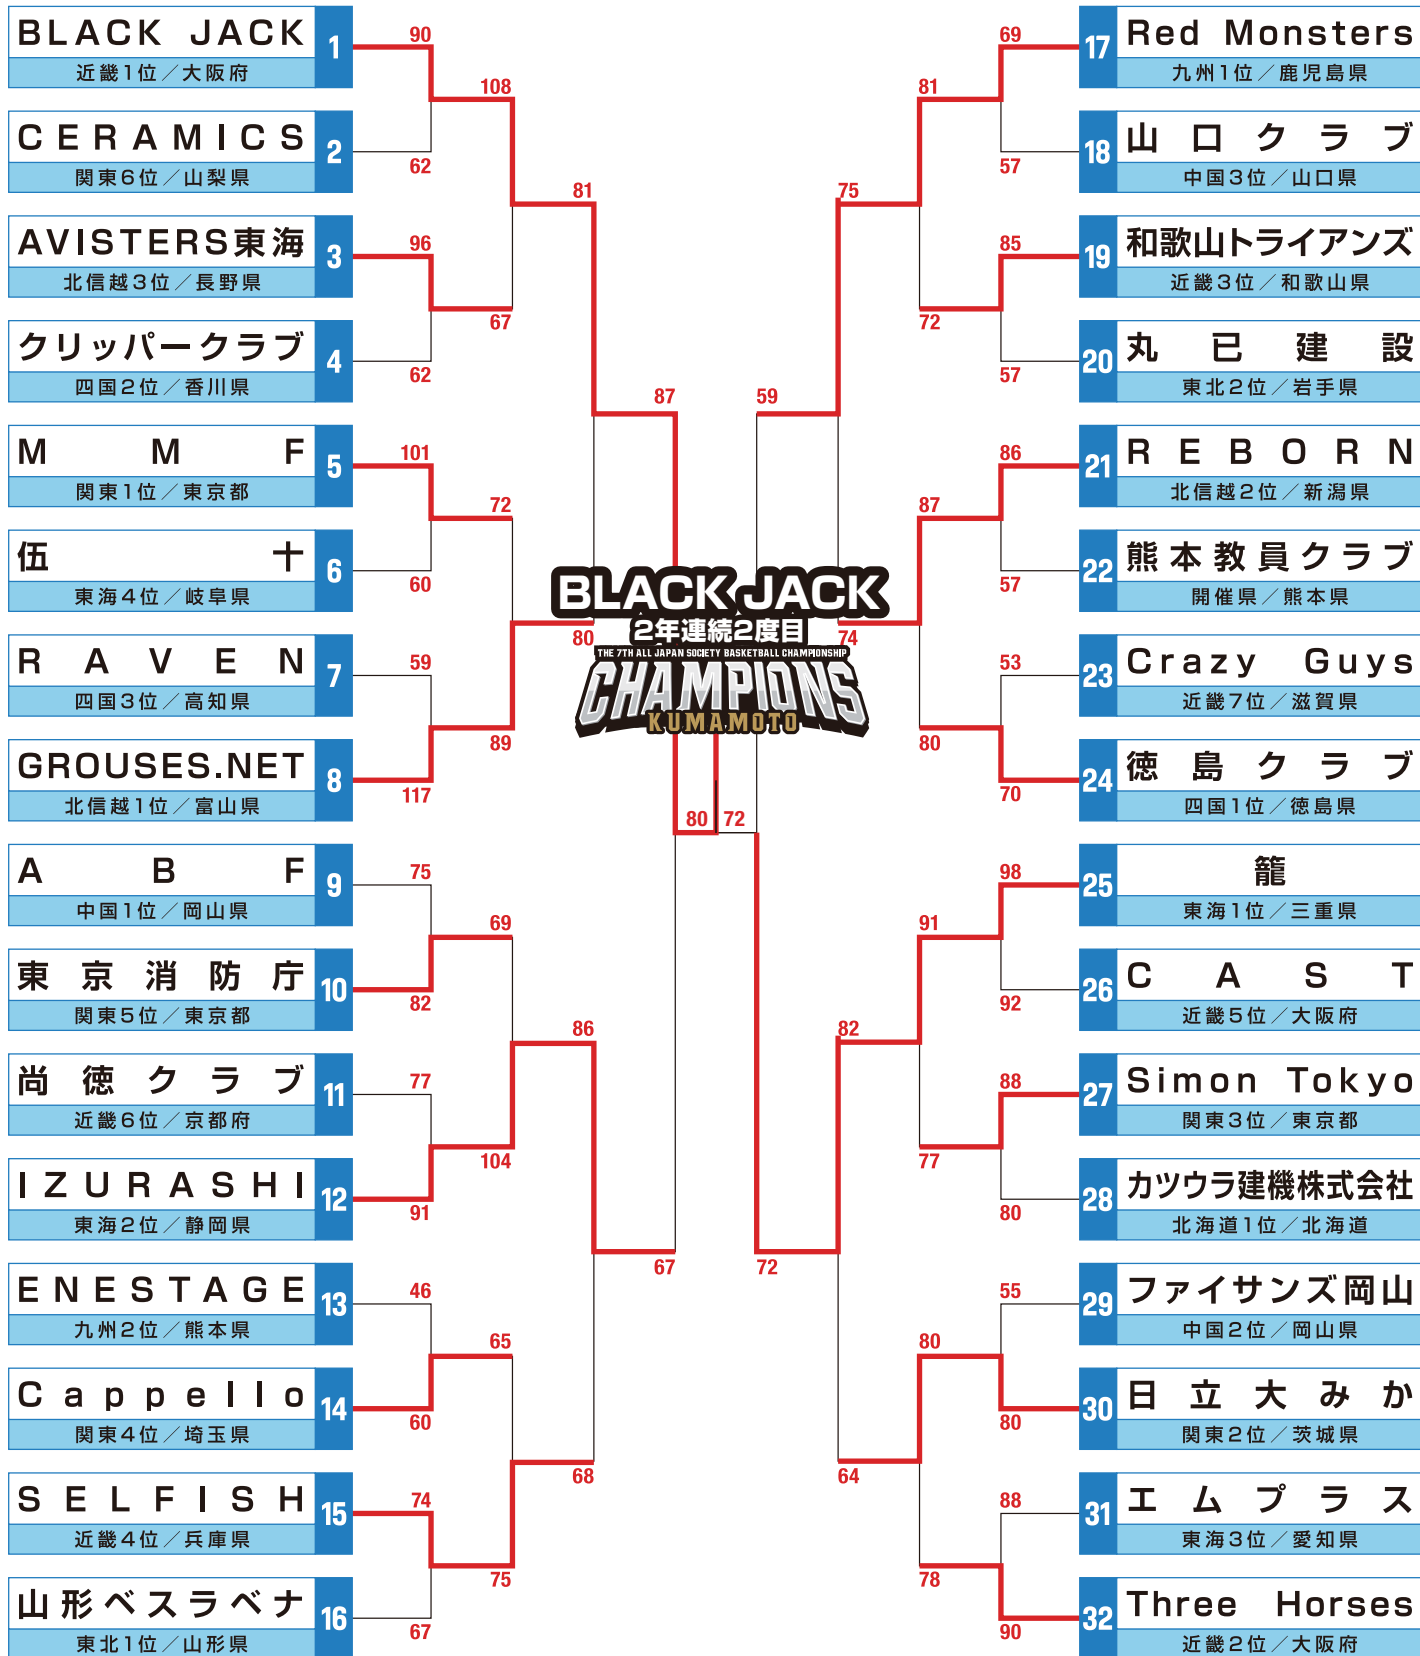 BLACK JACK
1
近畿1位／大阪府
CERAMICS
2
関東6位／山梨県
AVISTERS東海
3
北信越3位／長野県
クリッパークラブ
4
四国2位／香川県
MMF
5
関東1位／東京都
伍十
6
東海4位／岐阜県
RAVEN
7
四国3位／高知県
GROUSES.NET
8
北信越1位／富山県
ABF
9
中国1位／岡山県
東京消防庁
10
関東5位／東京都
尚徳クラブ
11
近畿6位／京都府
IZURASHI
12
東海2位／静岡県
ENESTAGE
13
九州2位／熊本県
Cappello
14
関東4位／埼玉県
SELFISH
15
近畿4位／兵庫県
山形ベスラベナ
16
東北1位／山形県
90
62
96
62
101
60
59
117
75
82
77
91
46
60
74
67
108
67
72
89
69
104
65
75
81
80
86
68
87
67
80
72
BLACK JACK
2年連続2度目
THE 7TH ALL JAPAN SOCIETY BASKETBALL CHAMPIONSHIP
CHAMPIONS
KUMAMOTO
59
72
75
74
82
64
81
72
87
80
91
77
80
78
69
57
85
57
86
57
53
70
98
92
88
80
55
80
88
90
17
Red Monsters
九州1位／鹿児島県
18
山口クラブ
中国3位／山口県
19
和歌山トライアンズ
近畿3位／和歌山県
20
丸已建設
東北2位／岩手県
21
REBORN
北信越2位／新潟県
22
熊本教員クラブ
開催県／熊本県
23
Crazy Guys
近畿7位／滋賀県
24
徳島クラブ
四国1位／徳島県
25
籠
東海1位／三重県
26
CAST
近畿5位／大阪府
27
Simon Tokyo
関東3位／東京都
28
カツウラ建機株式会社
北海道1位／北海道
29
ファイサンズ岡山
中国2位／岡山県
30
日立大みか
関東2位／茨城県
31
エムプラス
東海3位／愛知県
32
Three Horses
近畿2位／大阪府